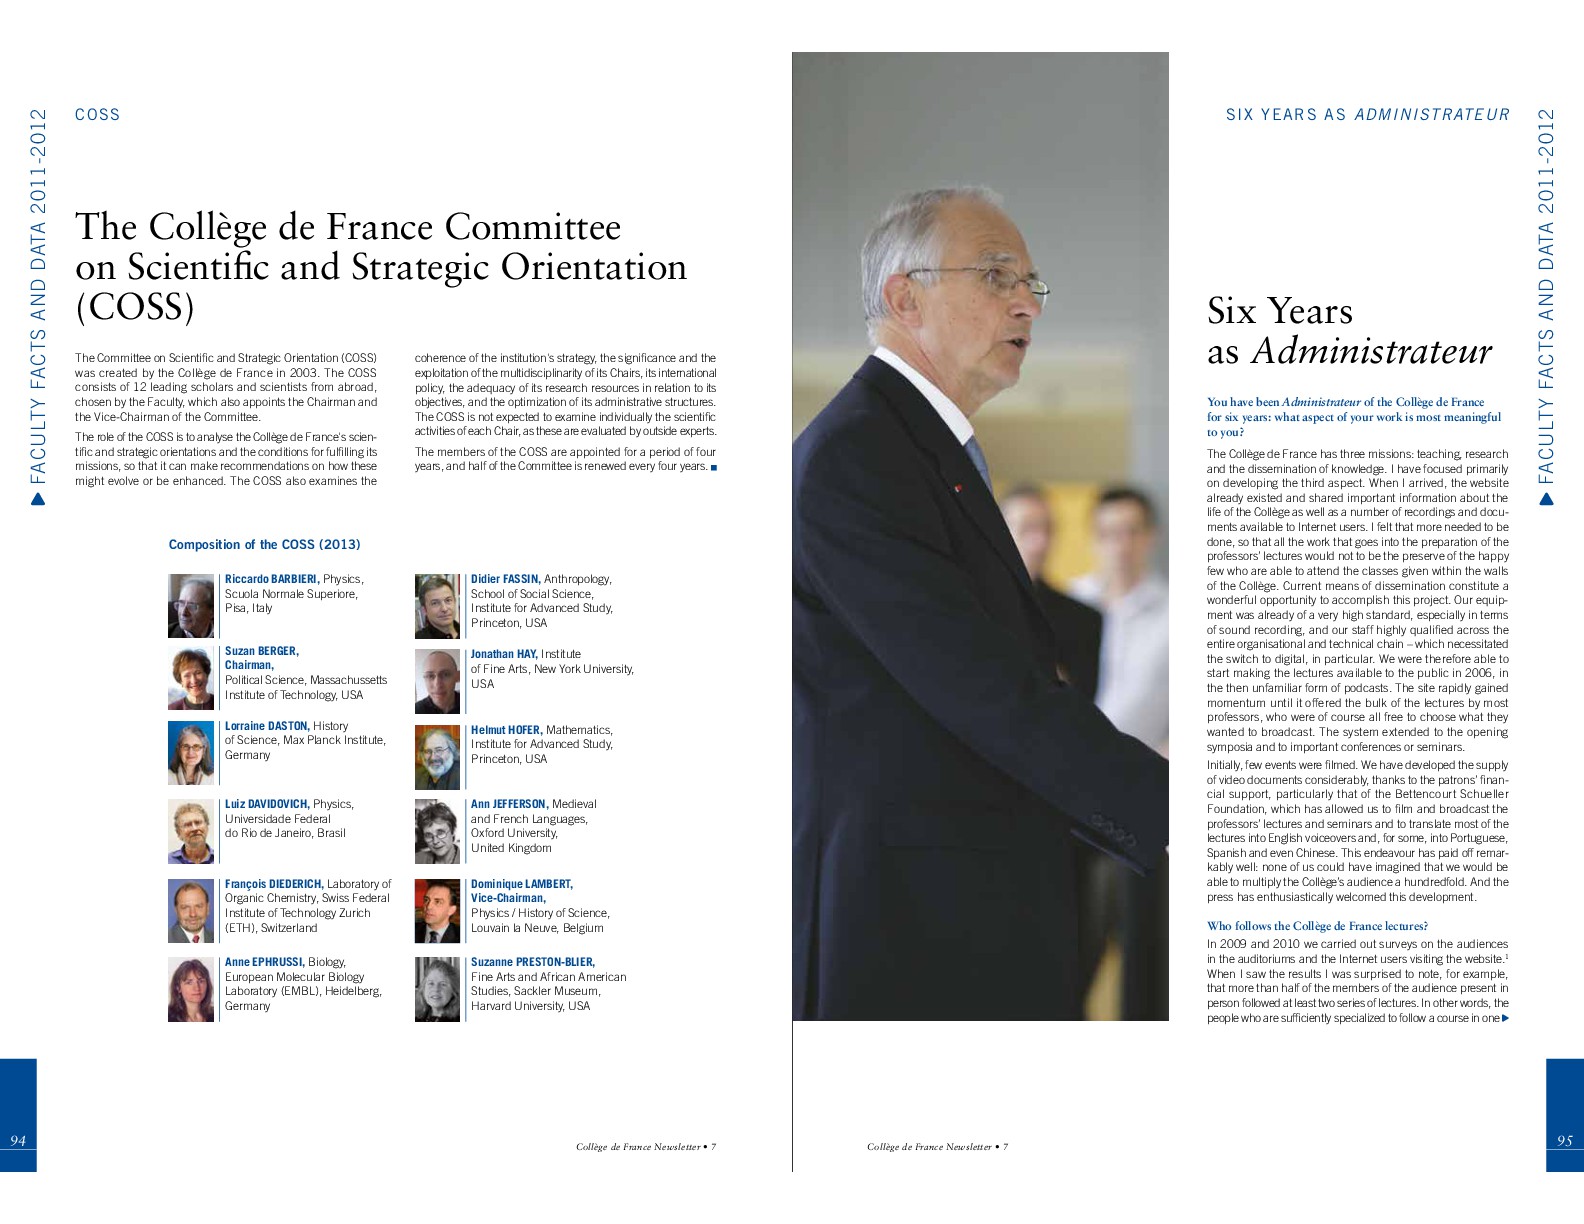 FACULTY FACTS AND DATA 2011-2012
COSS
The Collège de France Committee
on Scientific and Strategic Orientation
(COSS)
The Committee on Scientific and Strategic Orientation (COSS)
was created by the Collège de France in 2003. The COSS
consists of 12 leading scholars and scientists from abroad,
chosen by the Faculty, which also appoints the Chairman and
the Vice-Chairman of the Committee.
The role of the COSS is to analyse the Collège de France's scien-
tific and strategic orientations and the conditions for fulfilling its
missions, so that it can make recommendations on how these
might evolve or be enhanced. The COSS also examines the
coherence of the institution's strategy, the significance and the
exploitation of the multidisciplinarity of its Chairs, its international
policy, the adequacy of its research resources in relation to its
objectives, and the optimization of its administrative structures.
The COSS is not expected to examine individually the scientific
activities of each Chair, as these are evaluated by outside experts.
The members of the COSS are appointed for a period of four
years, and half of the Committee is renewed every four years.
Composition of the COSS (2013)
Riccardo BARBIERI, Physics,
Scuola Normale Superiore,
Pisa, Italy
Suzan BERGER,
Chairman,
Political Science, Massachussetts
Institute of Technology, USA
Lorraine DASTON, History
of Science, Max Planck Institute,
Germany
Luiz DAVIDOVICH, Physics,
Universidade Federal
do Rio de Janeiro, Brasil
François DIEDERICH, Laboratory of
Organic Chemistry, Swiss Federal
Institute of Technology Zurich
(ETH), Switzerland
Anne EPHRUSSI, Biology,
European Molecular Biology
Laboratory (EMBL), Heidelberg,
Germany
Didier FASSIN, Anthropology,
School of Social Science,
Institute for Advanced Study,
Princeton, USA
Jonathan HAY, Institute
of Fine Arts, New York University,
USA
Helmut HOFER, Mathematics,
Institute for Advanced Study,
Princeton, USA
Ann JEFFERSON, Medieval
and French Languages,
Oxford University,
United Kingdom
Dominique LAMBERT,
Vice-Chairman,
Physics / History of Science,
Louvain la Neuve, Belgium
Suzanne PRESTON-BLIER,
Fine Arts and African American
Studies, Sackler Museum,
Harvard University, USA
94
Collège de France Newsletter • 7
SIX YEARS AS ADMINISTRATEUR
FACULTY FACTS AND DATA 2011-2012
Six Years
as Administrateur
You have been Administrateur of the Collège de France
for six years: what aspect of your work is most meaningful
to you?
The Collège de France has three missions: teaching, research
and the dissemination of knowledge. I have focused primarily
on developing the third aspect. When I arrived, the website
already existed and shared important information about the
life of the Collège as well as a number of recordings and docu-
ments available to Internet users. I felt that more needed to be
done, so that all the work that goes into the preparation of the
professors' lectures would not to be the preserve of the happy
few who are able to attend the classes given within the walls
of the Collège. Current means of dissemination constitute a
wonderful opportunity to accomplish this project. Our equip-
ment was already of a very high standard, especially in terms
of sound recording, and our staff highly qualified across the
entire organisational and technical chain – which necessitated
the switch to digital, in particular. We were therefore able to
start making the lectures available to the public in 2006, in
the then unfamiliar form of podcasts. The site rapidly gained
momentum until it offered the bulk of the lectures by most
professors, who were of course all free to choose what they
wanted to broadcast. The system extended to the opening
symposia and to important conferences or seminars.
Initially, few events were filmed. We have developed the supply
of video documents considerably, thanks to the patrons' finan-
cial support, particularly that of the Bettencourt Schueller
Foundation, which has allowed us to film and broadcast the
professors' lectures and seminars and to translate most of the
lectures into English voiceovers and, for some, into Portuguese,
Spanish and even Chinese. This endeavour has paid off remar-
kably well: none of us could have imagined that we would be
able to multiply the Collège's audience a hundredfold. And the
press has enthusiastically welcomed this development.
Who follows the Collège de France lectures?
In 2009 and 2010 we carried out surveys on the audiences
in the auditoriums and the Internet users visiting the website.1
When I saw the results I was surprised to note, for example,
that more than half of the members of the audience present in
person followed at least two series of lectures. In other words, the
people who are sufficiently specialized to follow a course in one
Collège de France Newsletter • 7
95